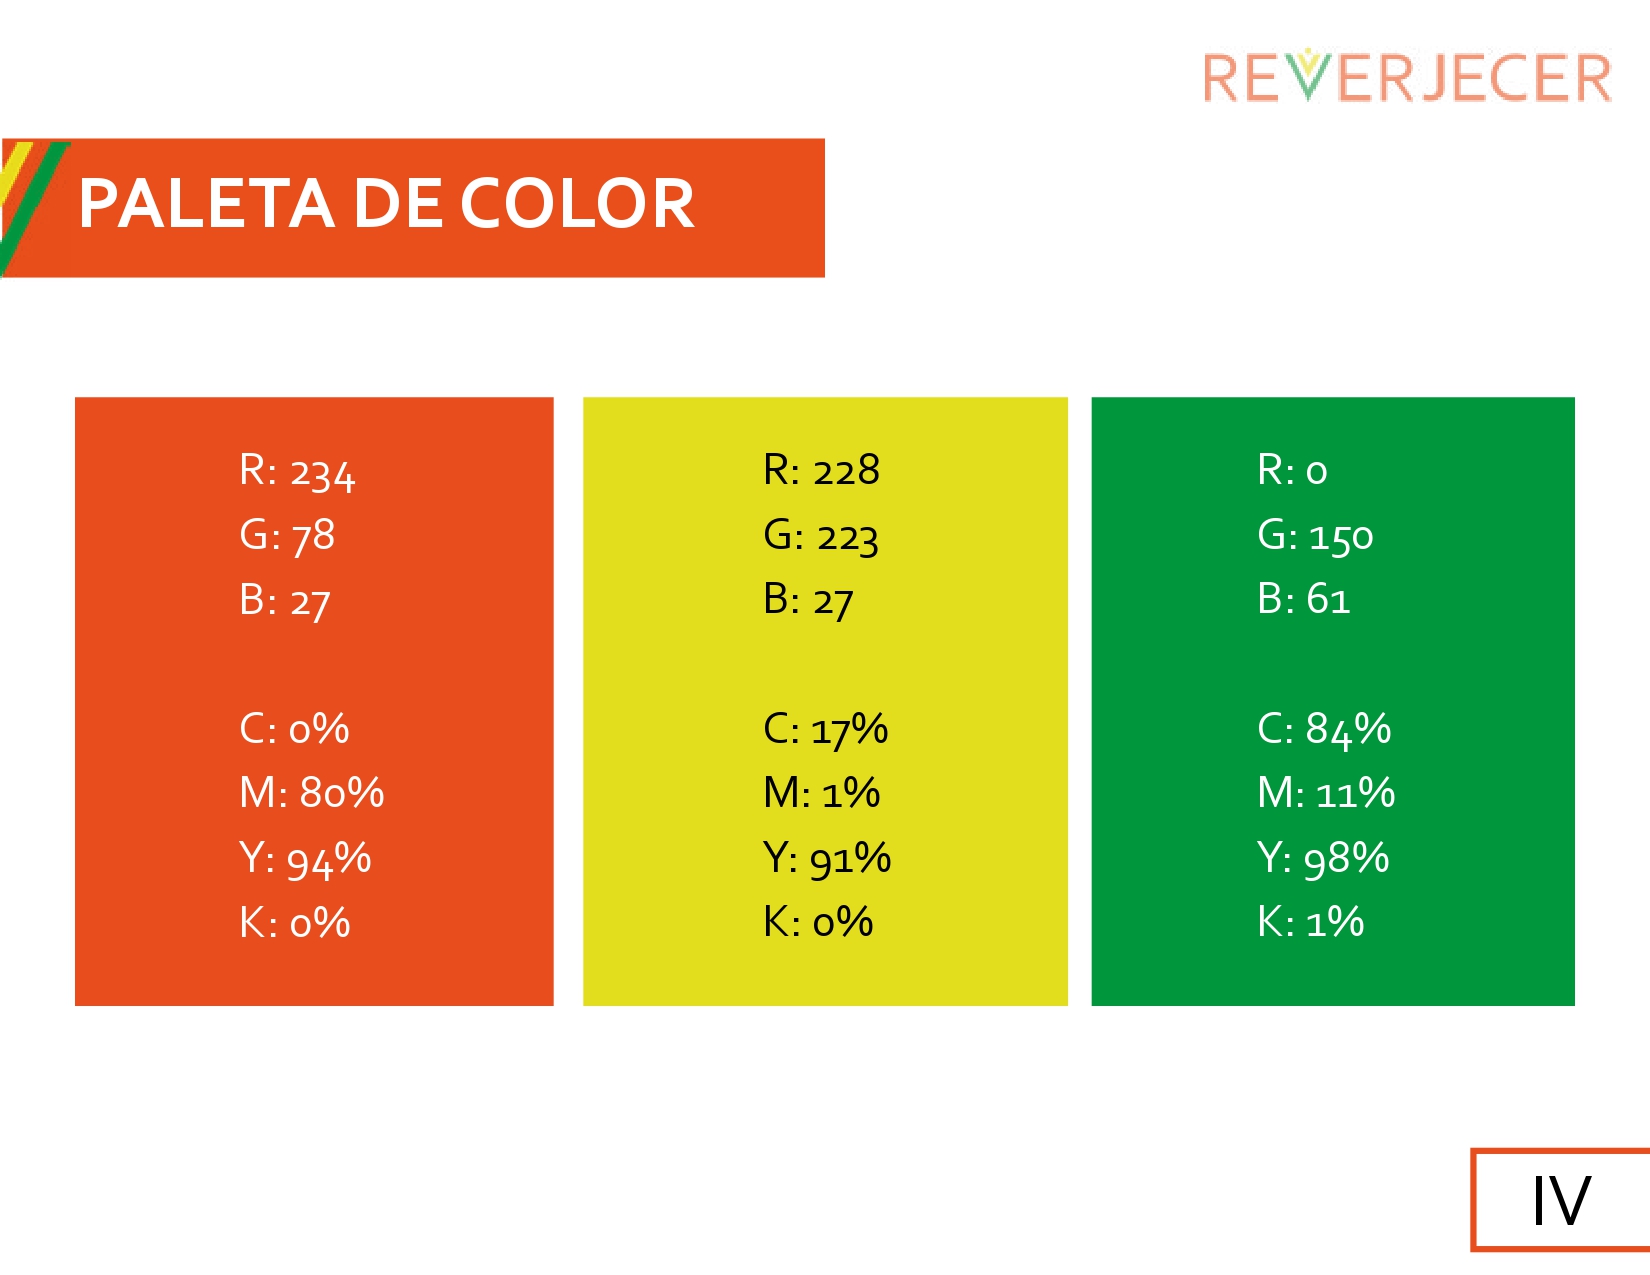 REVERJECER
PALETA DE COLOR
R: 234
G: 78
B: 27
C: 0%
M: 80%
Y: 94%
K: 0%
R: 228
G: 223
B: 27
C: 17%
M: 1%
Y: 91%
K: 0%
R: 0
G: 150
B: 61
C: 84%
M: 11%
Y: 98%
K: 1%
IV